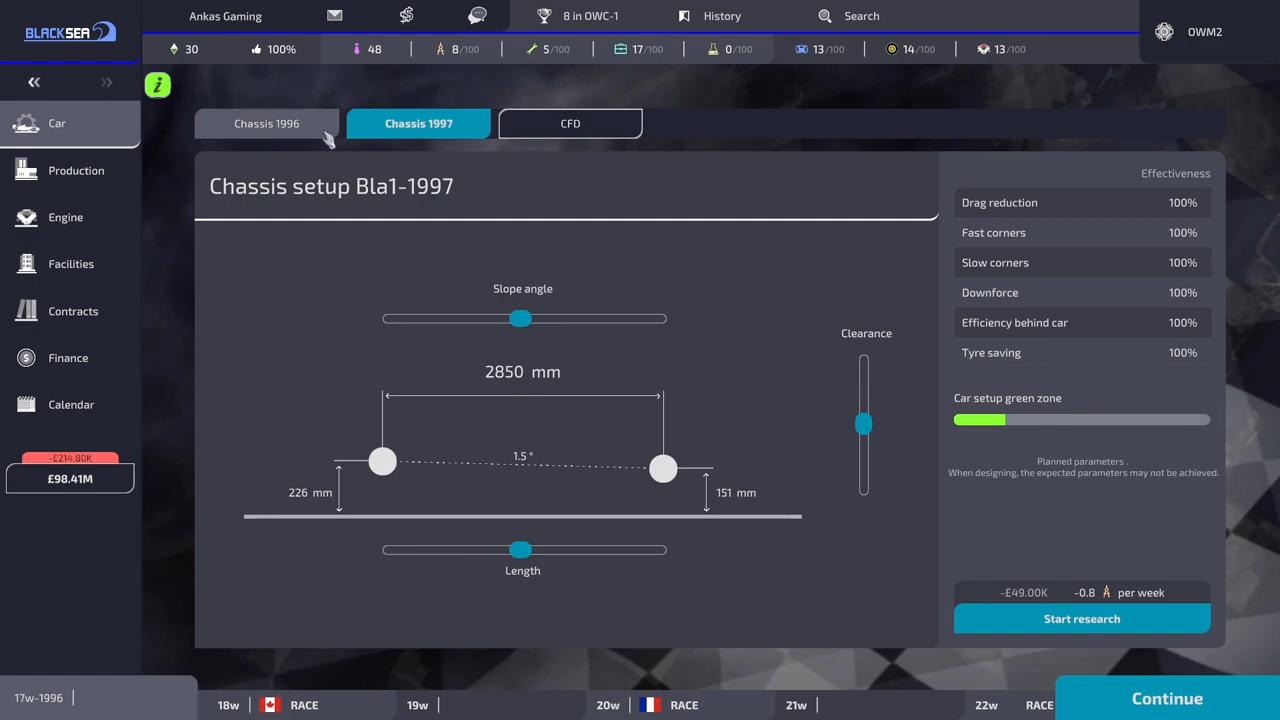 BLACKSEA
Ankas Gaming
8 in OWC-1
History
Search
OWM2
30
100%
48
8/100
5/100
17/100
0/100
13/100
14/100
13/100
«
»
i
Car
Production
Engine
Facilities
Contracts
Finance
Calendar
-£214.80K
£98.41M
Chassis 1996
Chassis 1997
CFD
Chassis setup Bla1-1997
Slope angle
2850 mm
1.5 °
226 mm
151 mm
Length
Clearance
Effectiveness
Drag reduction 100%
Fast corners 100%
Slow corners 100%
Downforce 100%
Efficiency behind car 100%
Tyre saving 100%
Car setup green zone
Planned parameters .
When designing, the expected parameters may not be achieved.
-£49.00K -0.8 per week
Start research
17w-1996
18w RACE
19w
20w RACE
21w
22w RACE
Continue